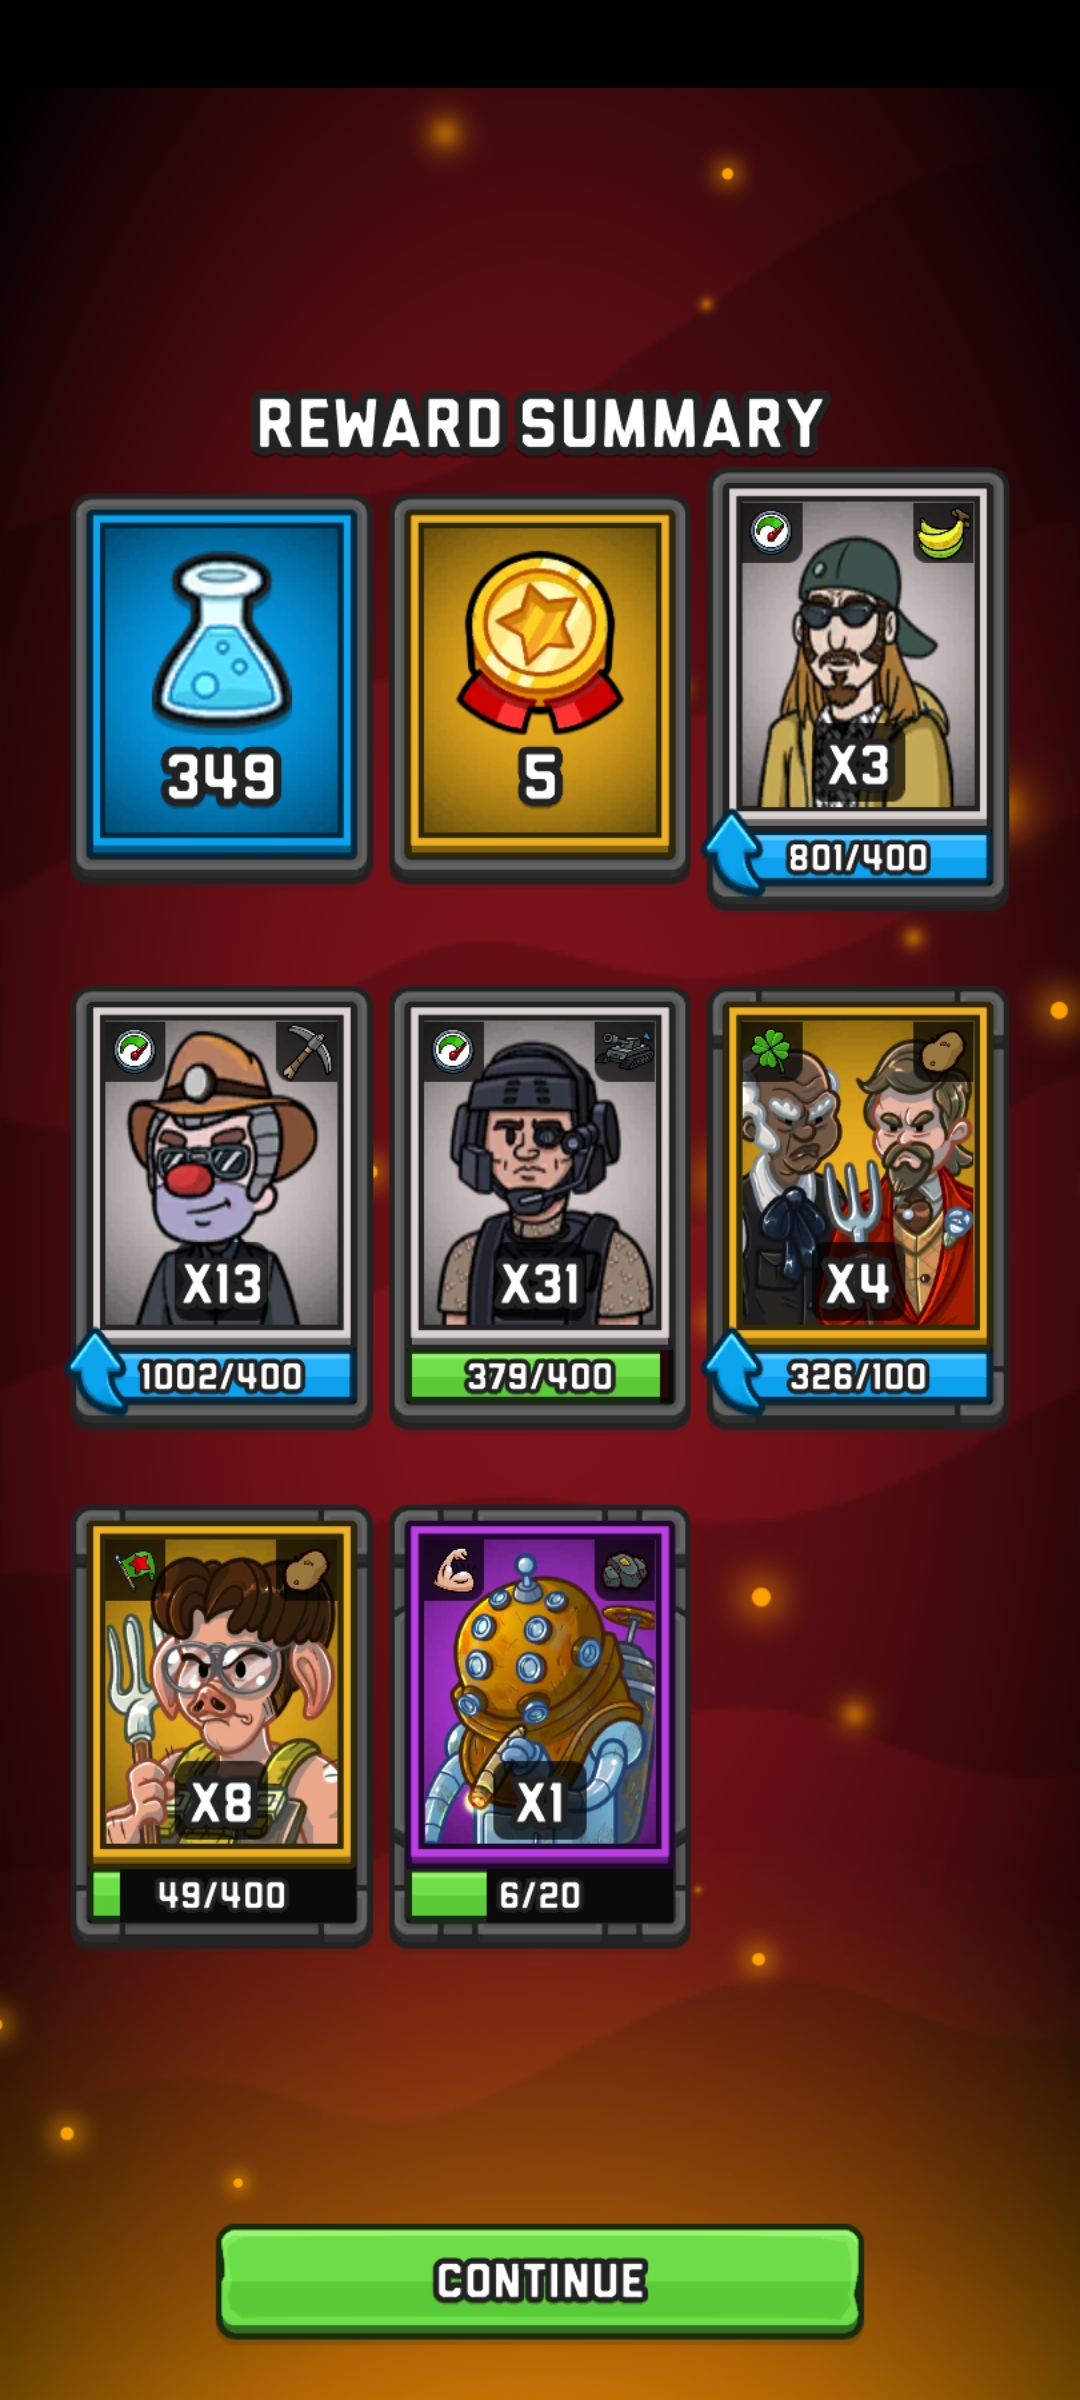 REWARD SUMMARY
349
5
X3
801/400
X13
1002/400
X31
379/400
X4
326/100
X8
49/400
X1
6/20
CONTINUE